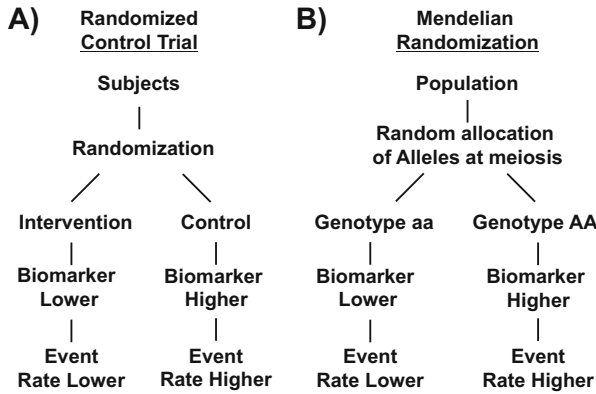 A)
Randomized
Control Trial
Subjects
Randomization
Intervention
Control
Biomarker
Lower
Biomarker
Higher
Event
Rate Lower
Event
Rate Higher
B)
Mendelian
Randomization
Population
Random allocation
of Alleles at meiosis
Genotype aa
Genotype AA
Biomarker
Lower
Biomarker
Higher
Event
Rate Lower
Event
Rate Higher